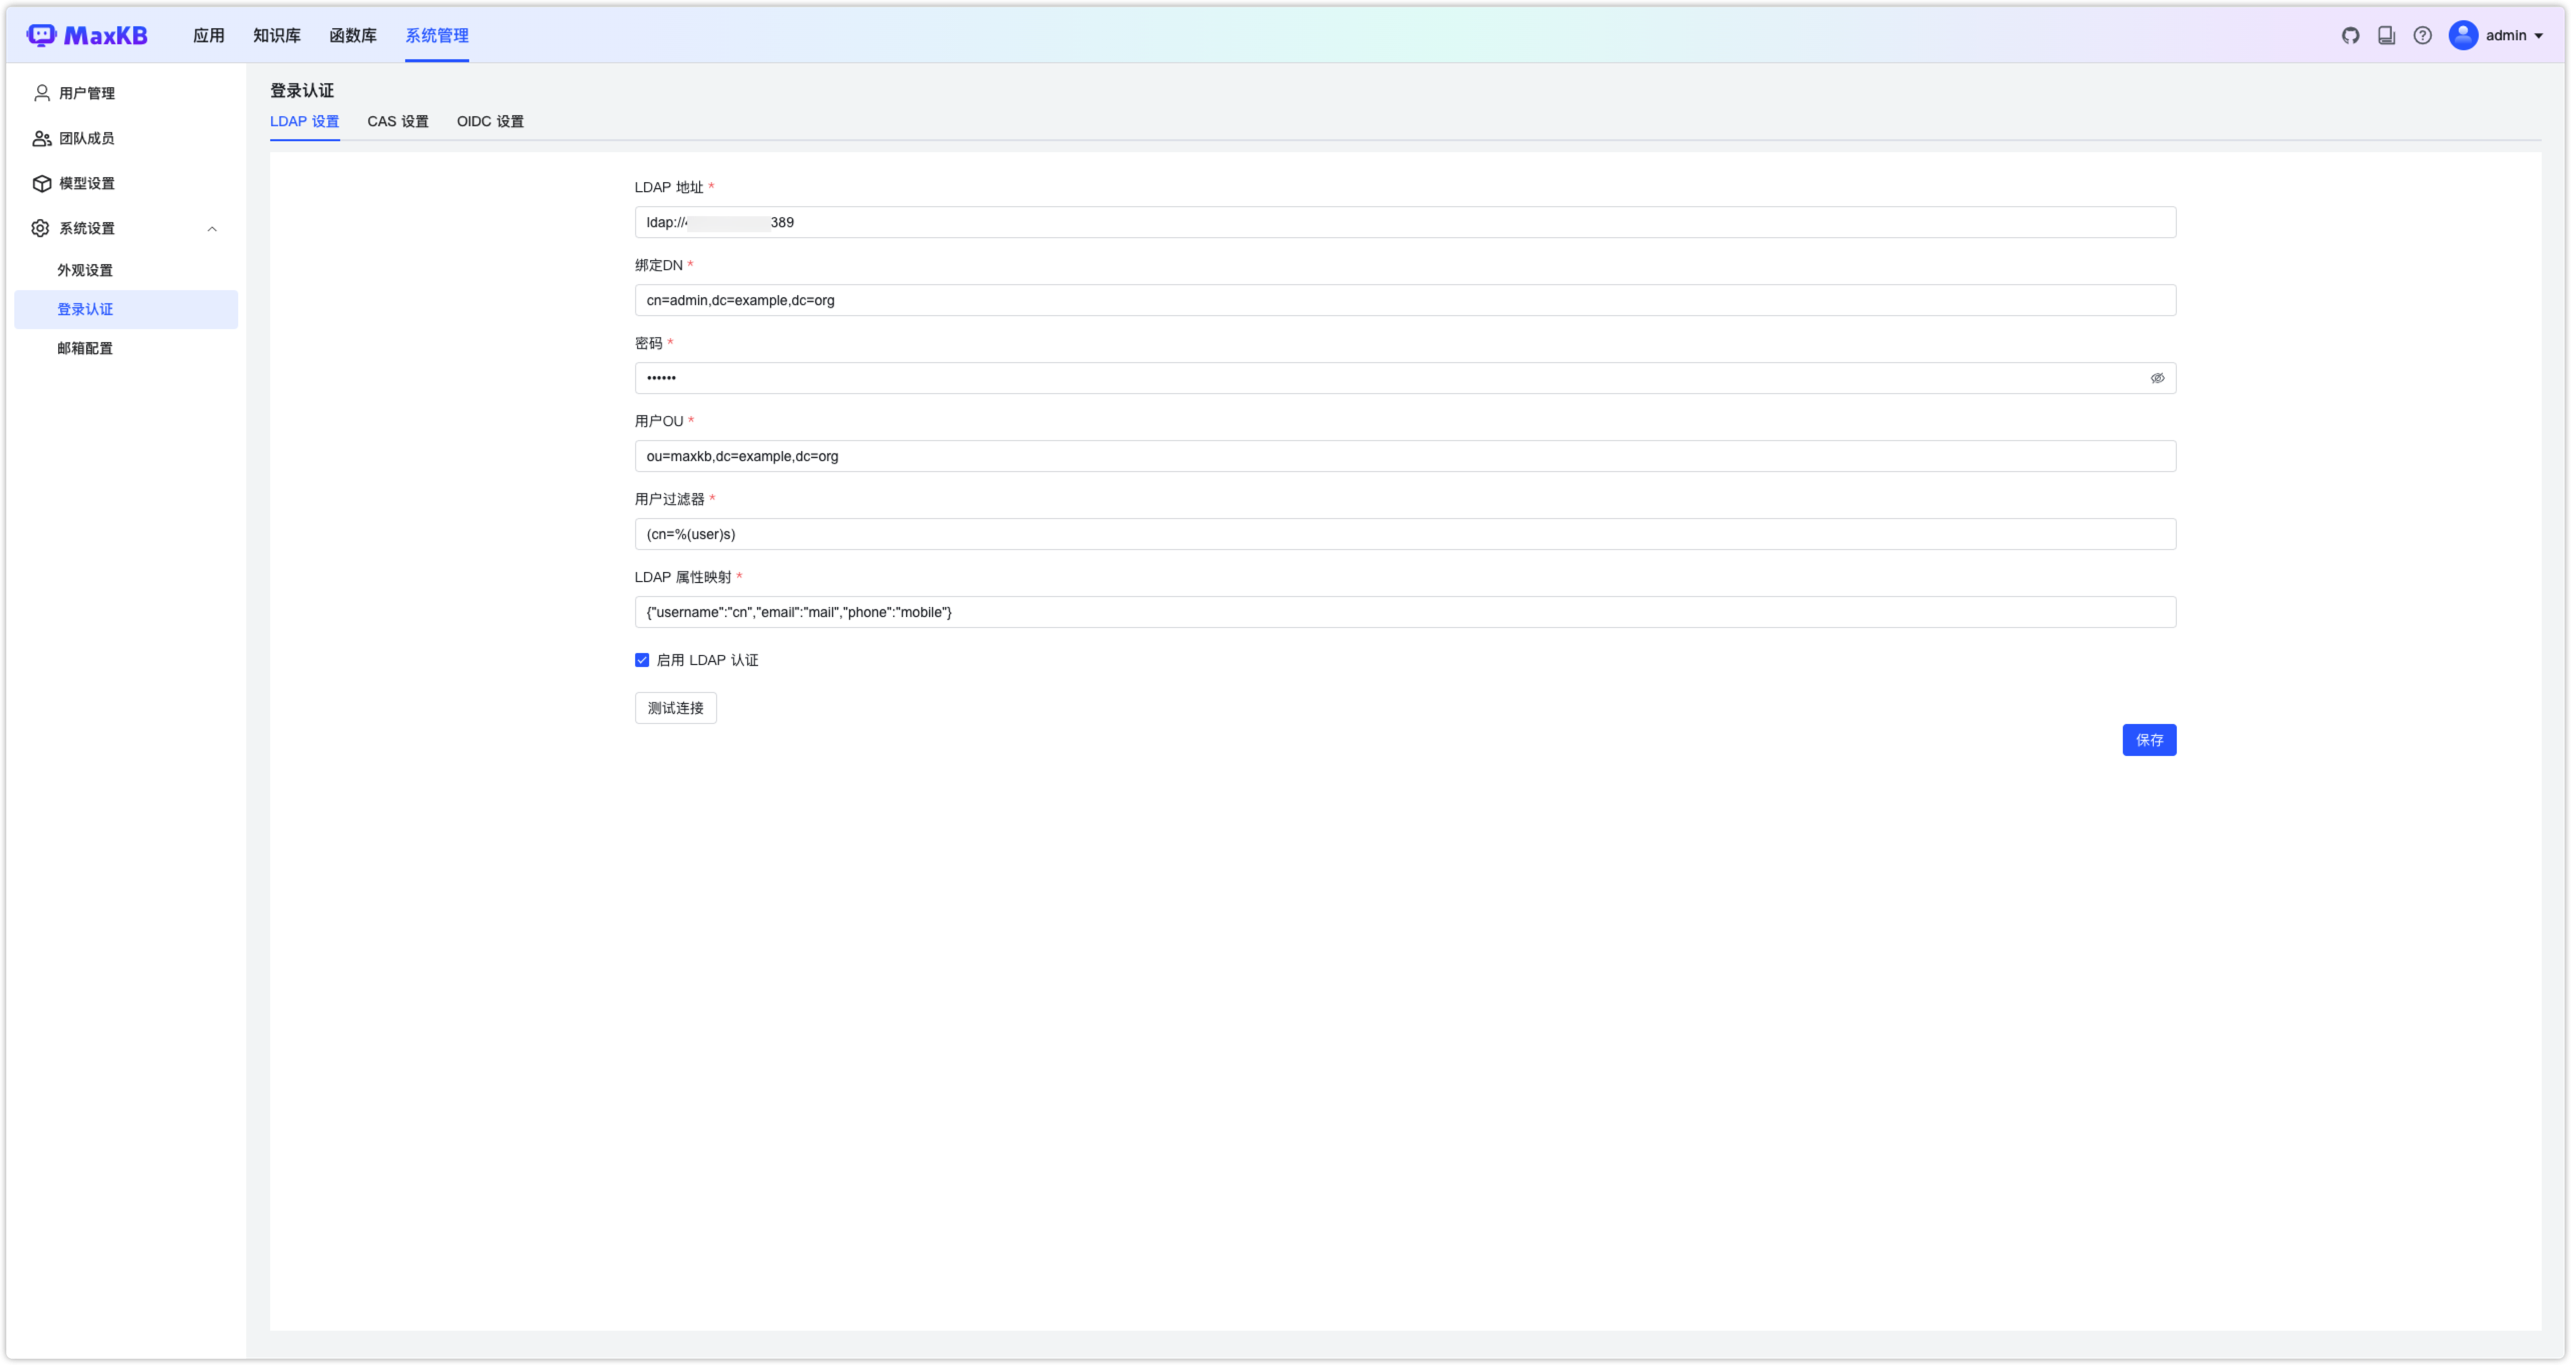 MaxKB 应用 知识库 函数库 系统管理 admin
用户管理
团队成员
模型设置
系统设置
外观设置
登录认证
邮箱配置
登录认证
LDAP 设置 CAS 设置 OIDC 设置
LDAP 地址 *
ldap:// 389
绑定DN *
cn=admin,dc=example,dc=org
密码 *
••••••
用户OU *
ou=maxkb,dc=example,dc=org
用户过滤器 *
(cn=%(user)s)
LDAP 属性映射 *
{"username":"cn","email":"mail","phone":"mobile"}
启用 LDAP 认证
测试连接
保存